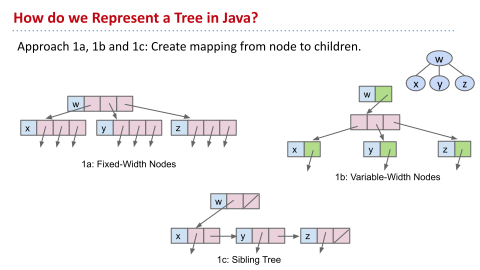 How do we Represent a Tree in Java?
Approach 1a, 1b and 1c: Create mapping from node to children.
w
x y z
w
x y z
1a: Fixed-Width Nodes
w
x y z
1b: Variable-Width Nodes
w
x y z
1c: Sibling Tree